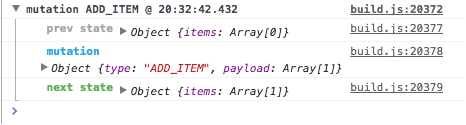 ▼ mutation ADD_ITEM @ 20:32:42.432 build.js:20372
prev state ▶ Object {items: Array[0]} build.js:20377
mutation build.js:20378
▶ Object {type: "ADD_ITEM", payload: Array[1]}
next state ▶ Object {items: Array[1]} build.js:20379
>